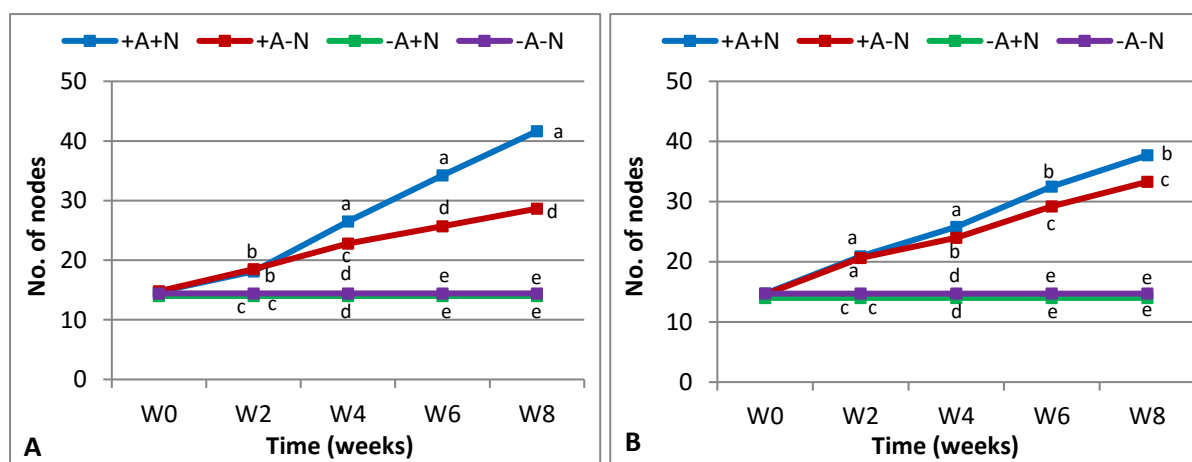 +A+N +A-N -A+N -A-N
No. of nodes
50
40
30
20
10
0
a
a
a
d
d
b
b
c
d
e
e
c
c
d
e
e
W0 W2 W4 W6 W8
Time (weeks)
A
+A+N +A-N -A+N -A-N
No. of nodes
50
40
30
20
10
0
b
b
c
a
a
c
a
b
d
e
e
c
c
d
e
e
W0 W2 W4 W6 W8
Time (weeks)
B